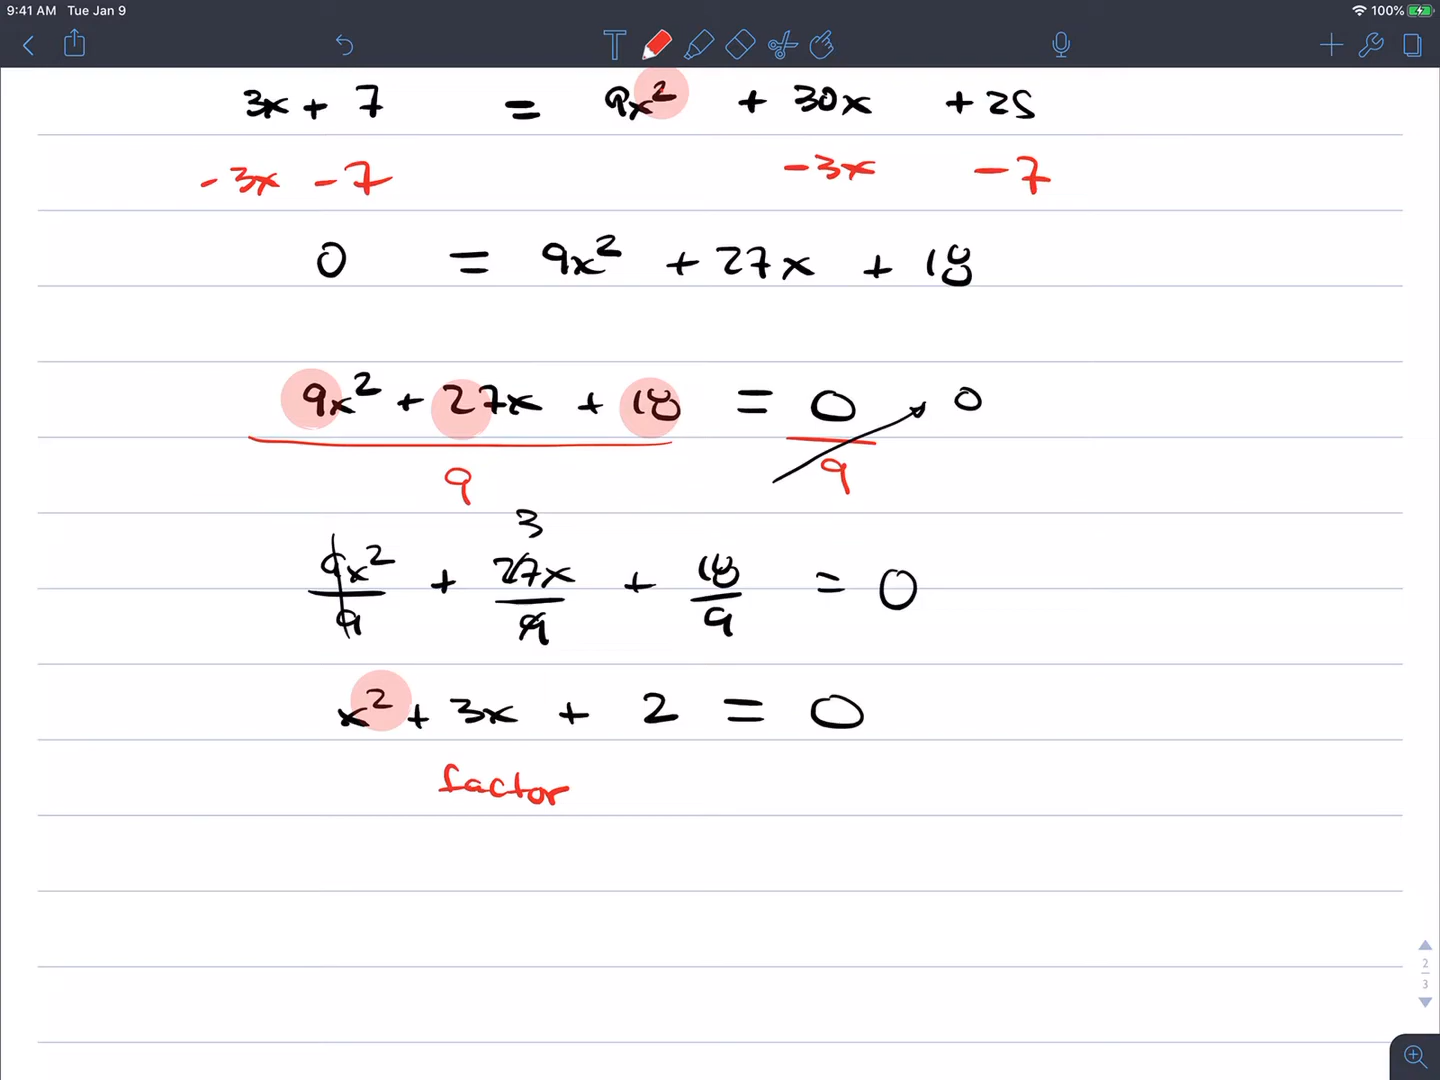 9:41 AM Tue Jan 9 100%
T
3x + 7 = 9x² + 30x + 25
- 3x - 7 - 3x - 7
0 = 9x² + 27x + 18
9x² + 27x + 18 = 0 0
9 9
3
9x² + 27x + 18 = 0
9 9 9
x² + 3x + 2 = 0
factor
2
3